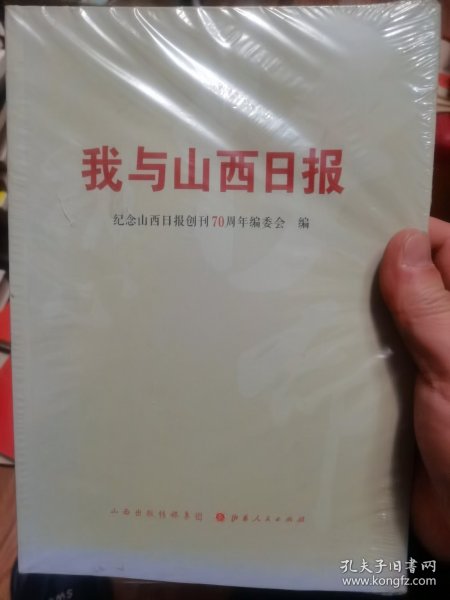 我与山西日报
纪念山西日报创刊70周年编委会 编
山西出版传媒集团 山西人民出版社
孔夫子旧书网
www.kongfz.com